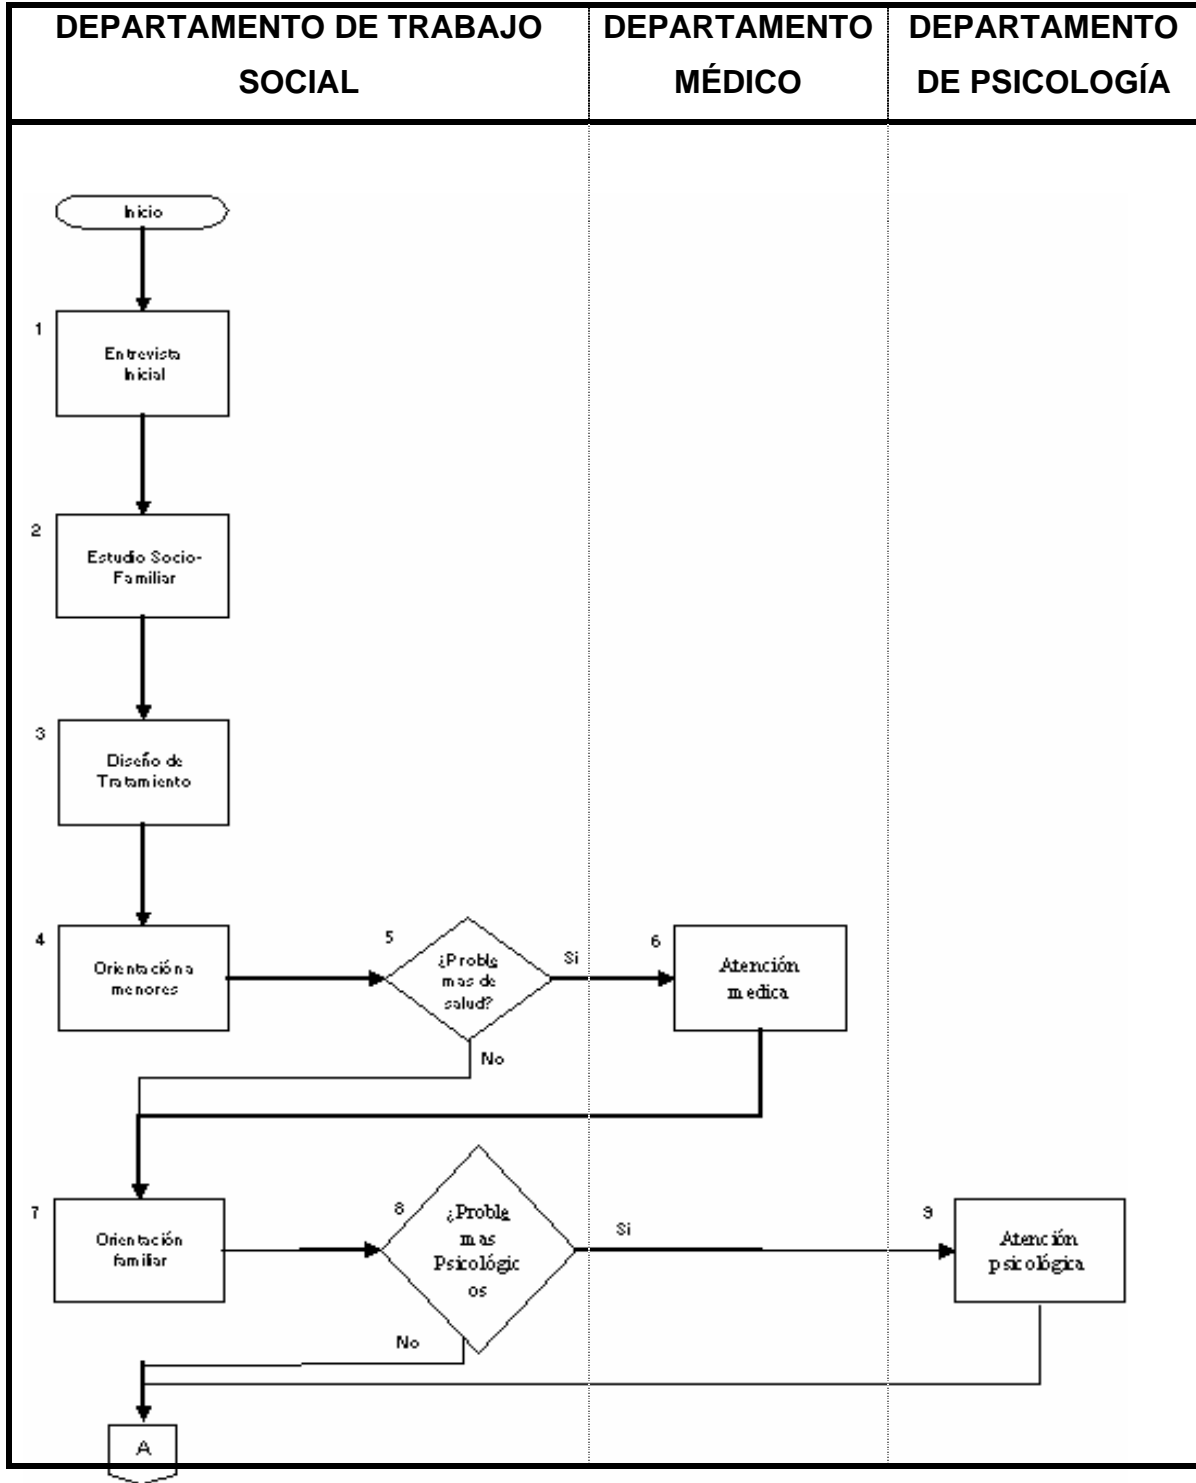 DEPARTAMENTO DE TRABAJO
SOCIAL
DEPARTAMENTO
MÉDICO
DEPARTAMENTO
DE PSICOLOGÍA
Inicio
1
Entrevista
Inicial
2
Estudio Socio-
Familiar
3
Diseño de
Tratamiento
4
Orientación a
menores
5
¿Proble
mas de
salud?
Si
No
6
Atención
medica
7
Orientación
familiar
8
¿Proble
mas
Psicológic
os
Si
No
9
Atención
psicológica
A